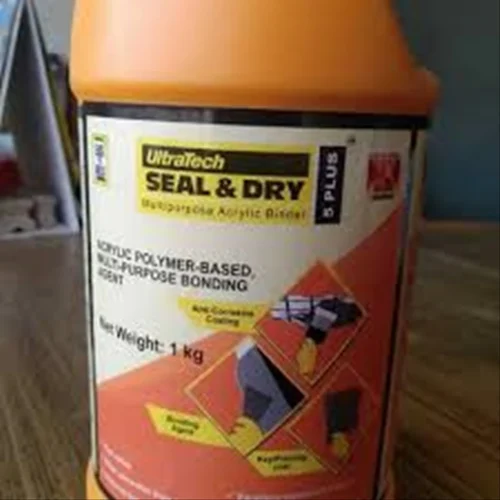 UltraTech
SEAL & DRY
5 PLUS
Multipurpose Acrylic Binder
ACRYLIC POLYMER-BASED,
MULTI-PURPOSE BONDING
AGENT
Anti Corrosive
Coating
Net Weight: 1 kg
Bonding
Agent